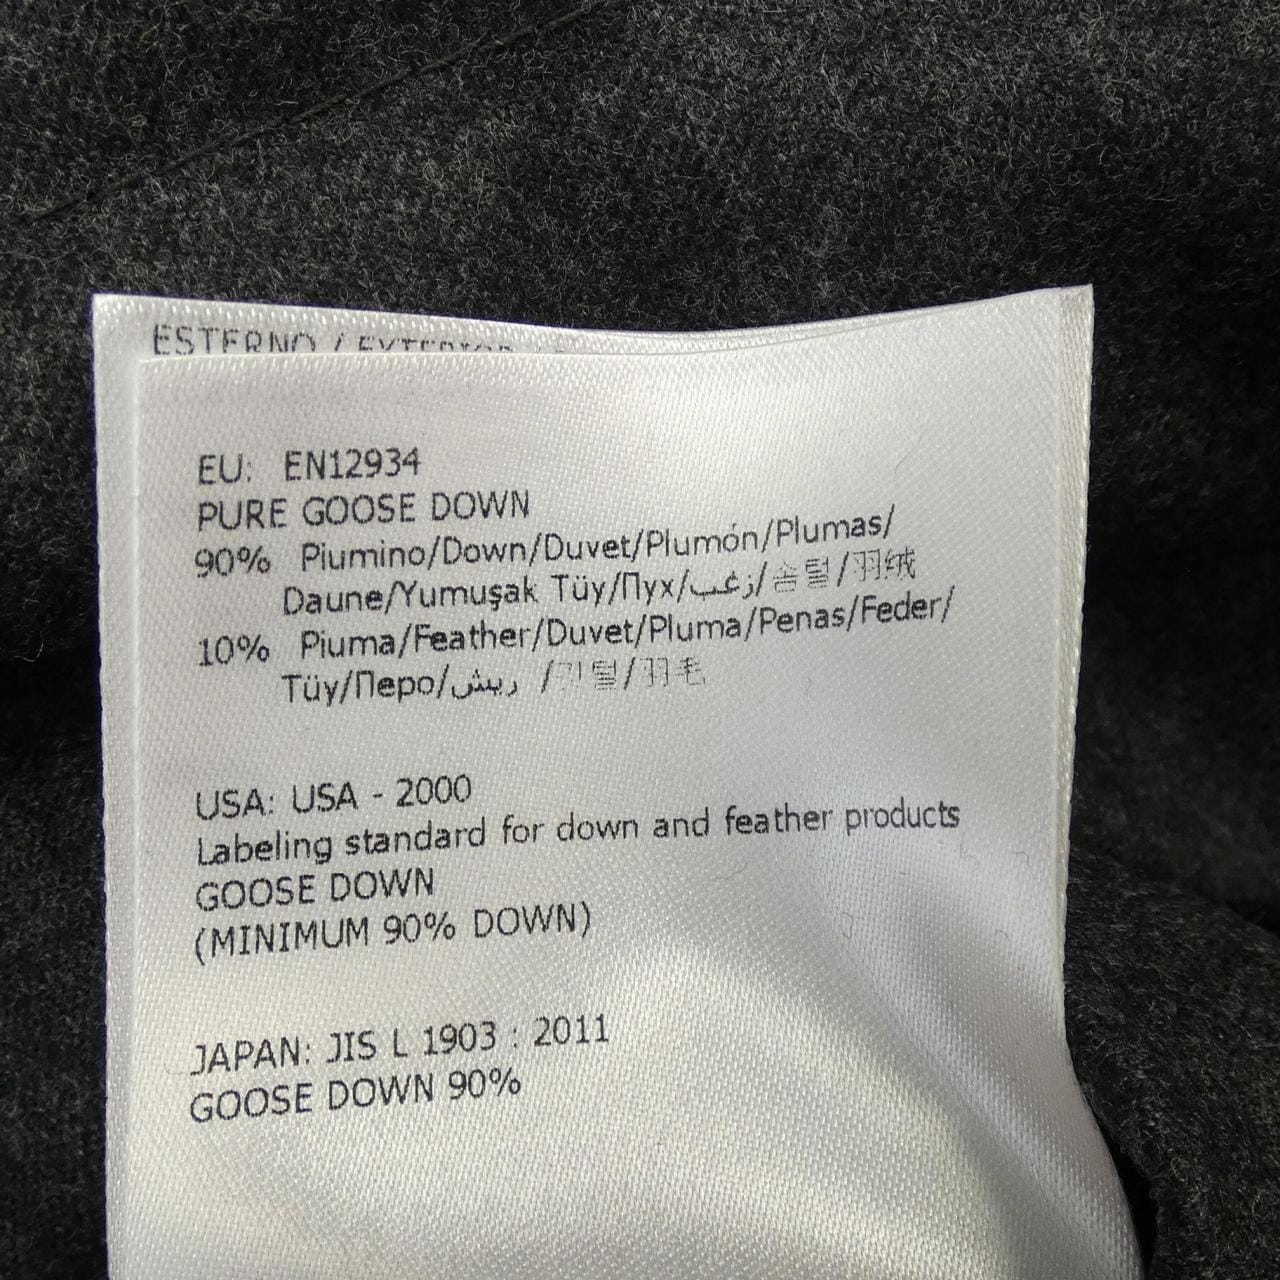 ESTERNO / EXTERIOR
EU: EN12934
PURE GOOSE DOWN
90% Piumino/Down/Duvet/Plumón/Plumas/
Daune/Yumuşak Tüy/Пух/زغب/솜털/羽绒
10% Piuma/Feather/Duvet/Pluma/Penas/Feder/
Tüy/Перо/ريش /깃털/羽毛
USA: USA - 2000
Labeling standard for down and feather products
GOOSE DOWN
(MINIMUM 90% DOWN)
JAPAN: JIS L 1903 : 2011
GOOSE DOWN 90%